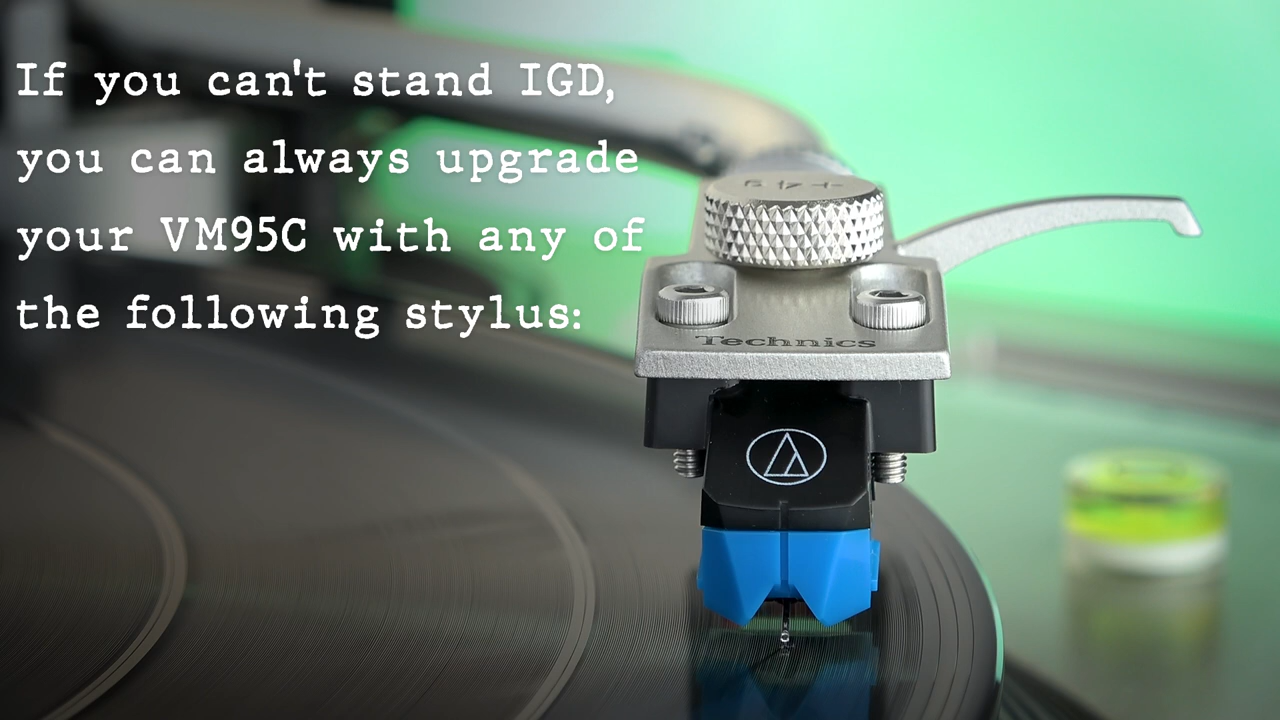 If you can't stand IGD,
you can always upgrade
your VM95C with any of
the following stylus:
Technics